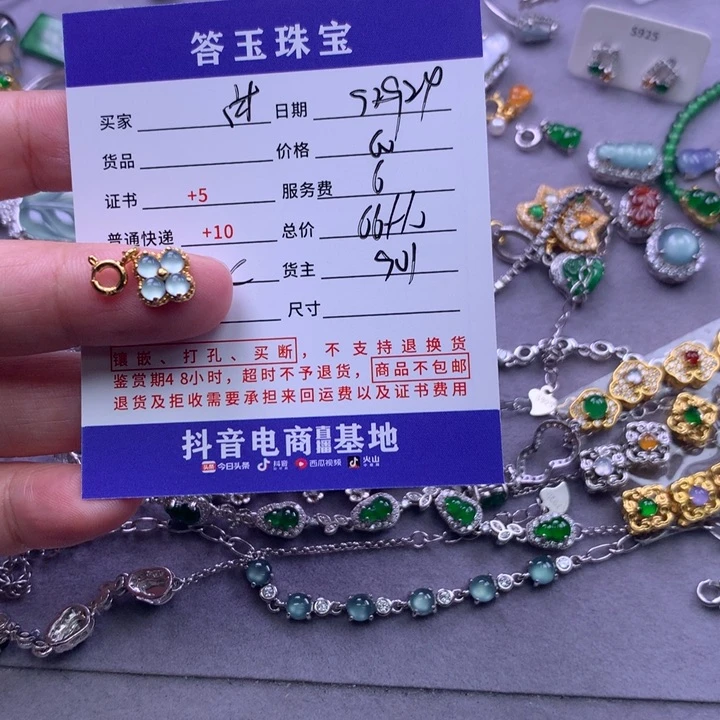 答玉珠宝
买家 日期
货品 价格
证书 +5 服务费 6
普通快递 +10 总价
货主 901
尺寸
镶嵌、打孔、买断，不支持退换货
鉴赏期48小时，超时不予退货，商品不包邮
退货及拒收需要承担来回运费以及证书费用
抖音电商直播基地
头条 今日头条 抖音 西瓜视频 火山
S925